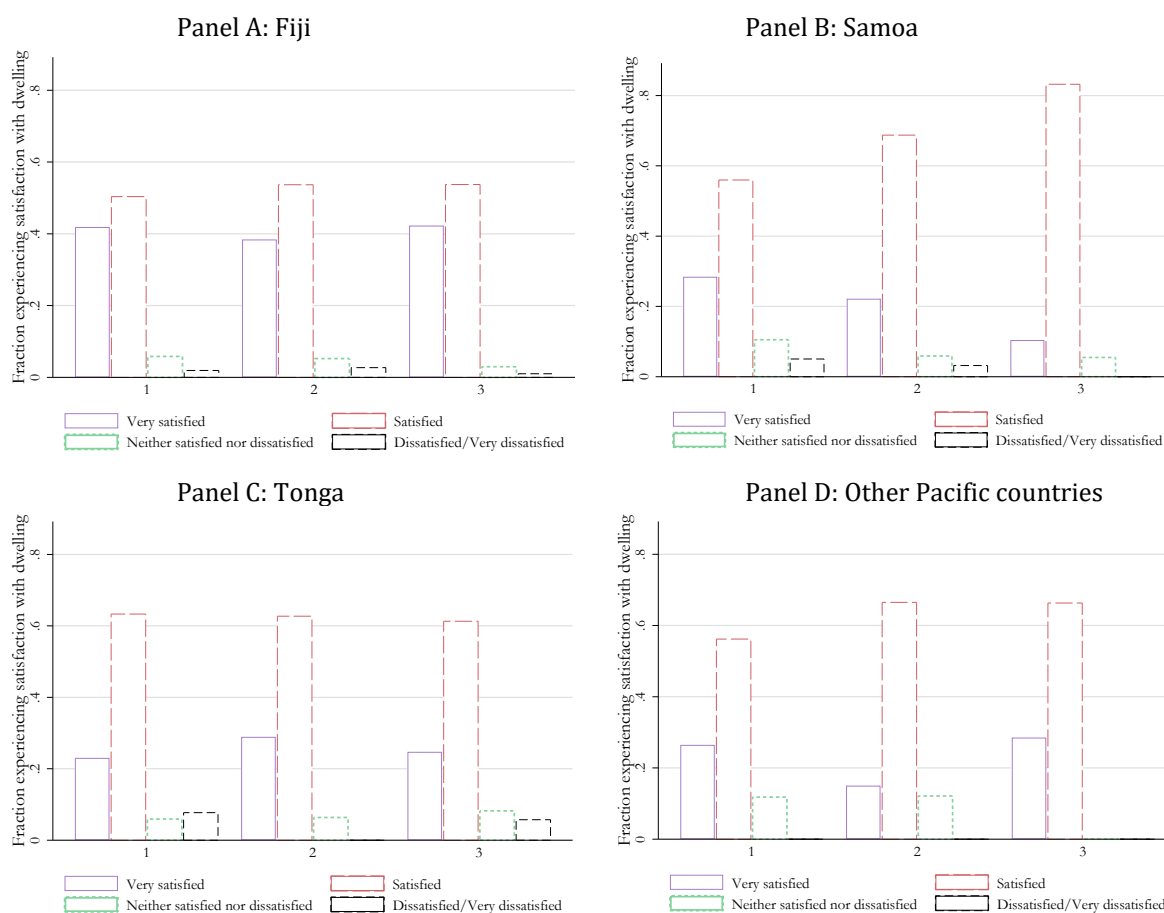 Panel A: Fiji
Fraction experiencing satisfaction with dwelling
0 .2 .4 .6 .8
1 2 3
Very satisfied Satisfied
Neither satisfied nor dissatisfied Dissatisfied/Very dissatisfied
Panel B: Samoa
Fraction experiencing satisfaction with dwelling
0 .2 .4 .6 .8
1 2 3
Very satisfied Satisfied
Neither satisfied nor dissatisfied Dissatisfied/Very dissatisfied
Panel C: Tonga
Fraction experiencing satisfaction with dwelling
0 .2 .4 .6 .8
1 2 3
Very satisfied Satisfied
Neither satisfied nor dissatisfied Dissatisfied/Very dissatisfied
Panel D: Other Pacific countries
Fraction experiencing satisfaction with dwelling
0 .2 .4 .6 .8
1 2 3
Very satisfied Satisfied
Neither satisfied nor dissatisfied Dissatisfied/Very dissatisfied